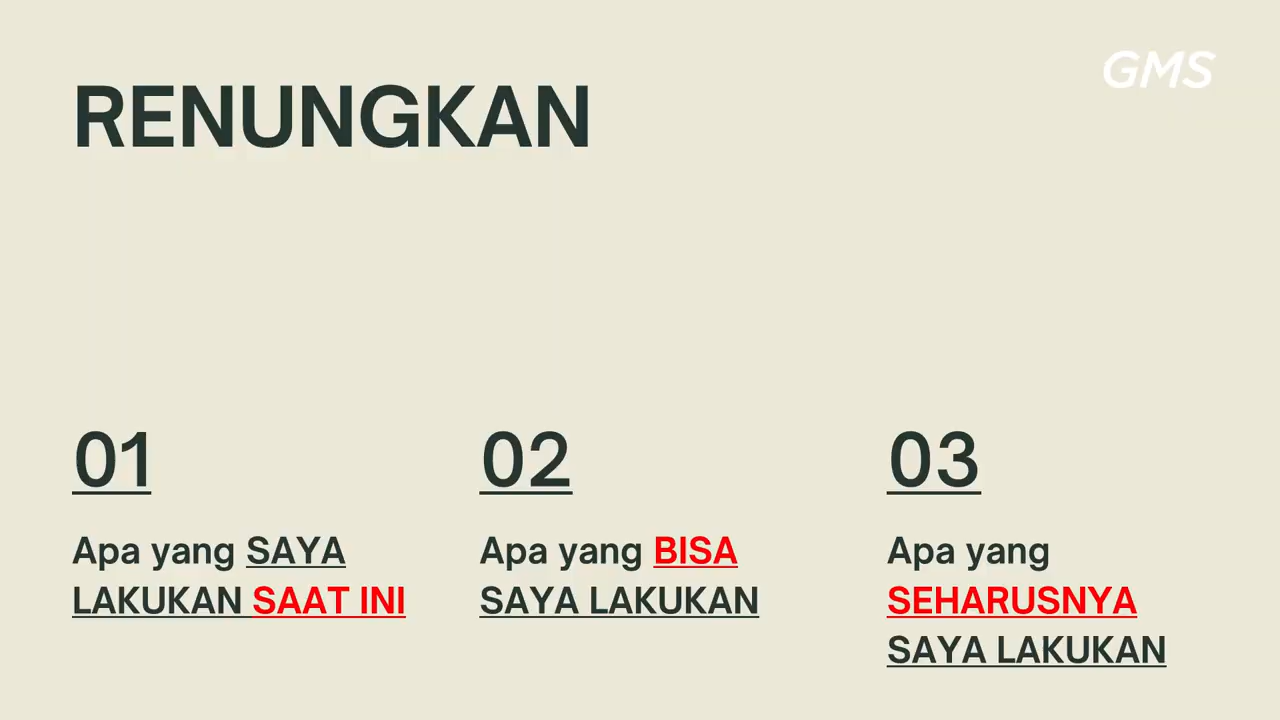 GMS
RENUNGKAN
01
Apa yang SAYA
LAKUKAN SAAT INI
02
Apa yang BISA
SAYA LAKUKAN
03
Apa yang
SEHARUSNYA
SAYA LAKUKAN